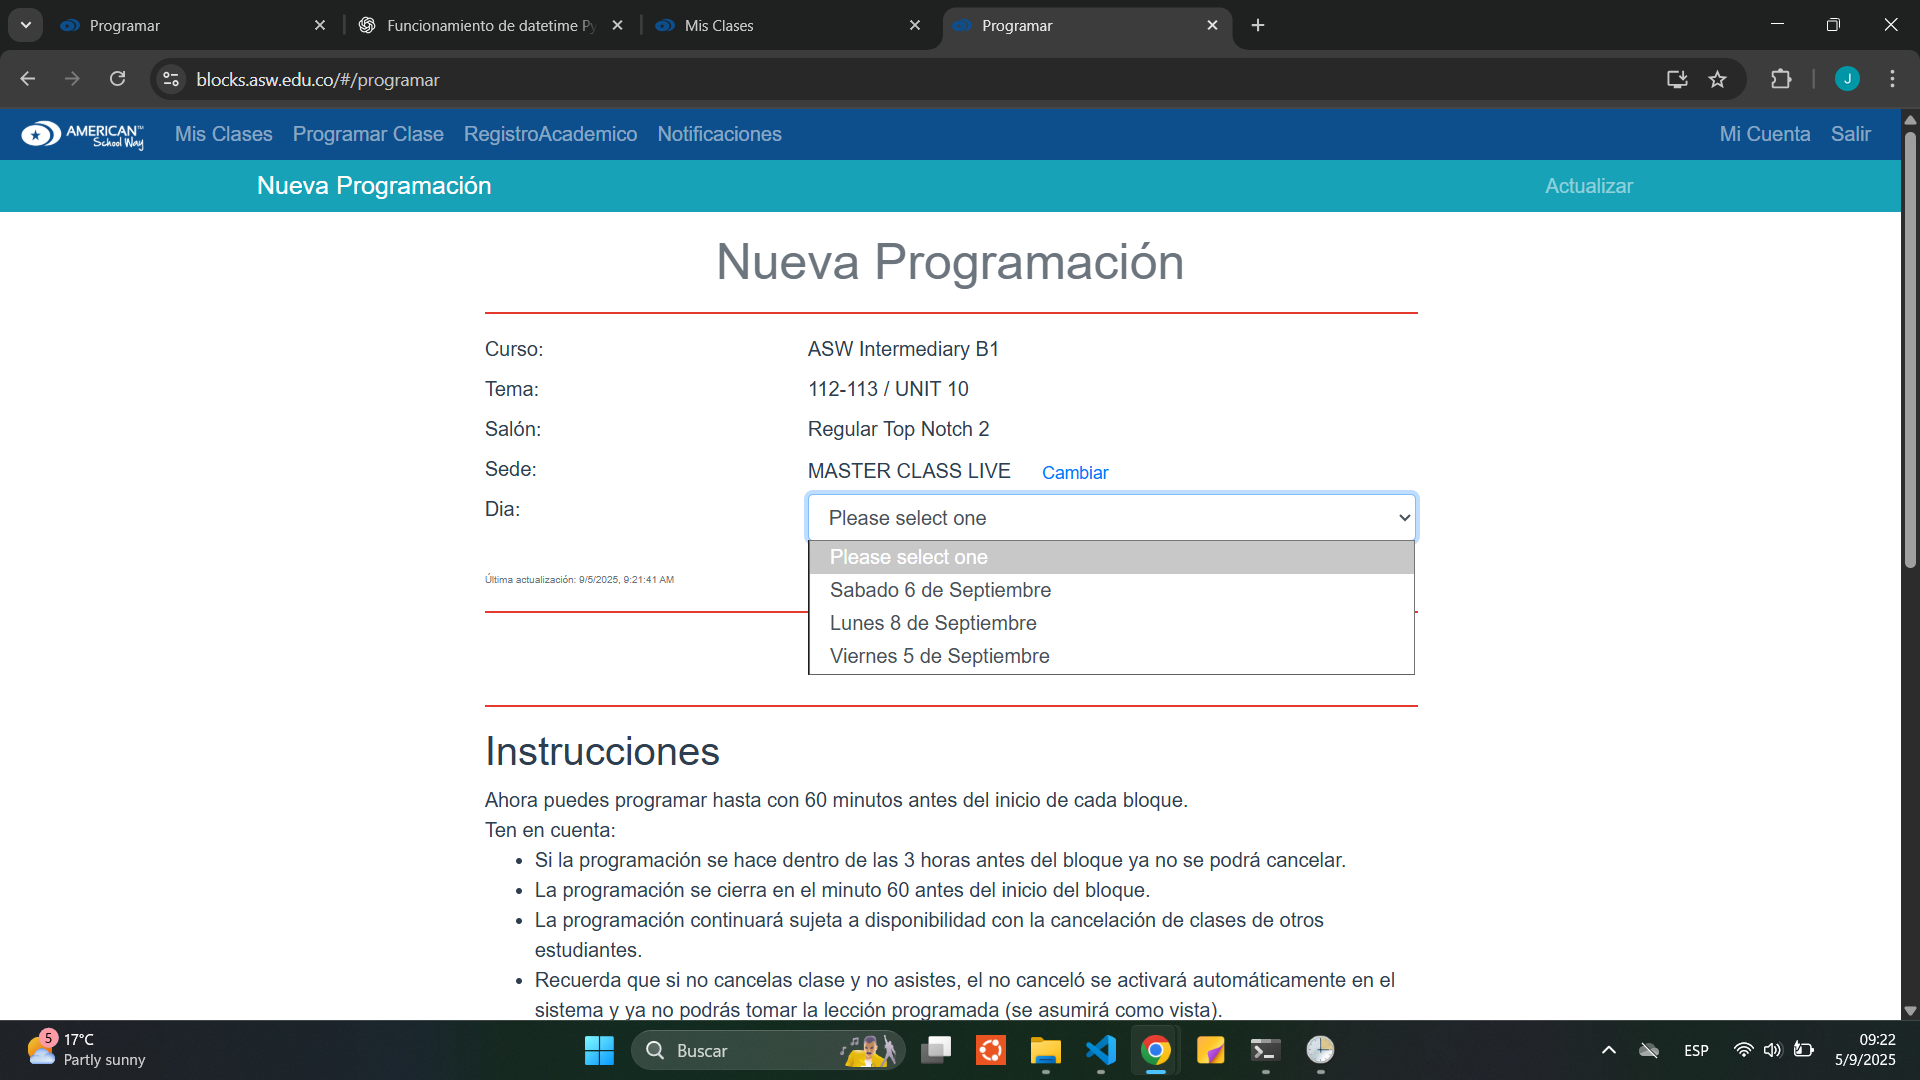 Programar
Funcionamiento de datetime Py
Mis Clases
Programar
blocks.asw.edu.co/#/programar
J
AMERICAN School Way
Mis Clases Programar Clase RegistroAcademico Notificaciones Mi Cuenta Salir
Nueva Programación Actualizar
Nueva Programación
Curso: ASW Intermediary B1
Tema: 112-113 / UNIT 10
Salón: Regular Top Notch 2
Sede: MASTER CLASS LIVE Cambiar
Dia: Please select one
Please select one
Sabado 6 de Septiembre
Lunes 8 de Septiembre
Viernes 5 de Septiembre
Última actualización: 9/5/2025, 9:21:41 AM
Instrucciones
Ahora puedes programar hasta con 60 minutos antes del inicio de cada bloque.
Ten en cuenta:
• Si la programación se hace dentro de las 3 horas antes del bloque ya no se podrá cancelar.
• La programación se cierra en el minuto 60 antes del inicio del bloque.
• La programación continuará sujeta a disponibilidad con la cancelación de clases de otros
estudiantes.
• Recuerda que si no cancelas clase y no asistes, el no canceló se activará automáticamente en el
sistema y ya no podrás tomar la lección programada (se asumirá como vista).
5
17°C
Partly sunny
Buscar
ESP
09:22
5/9/2025